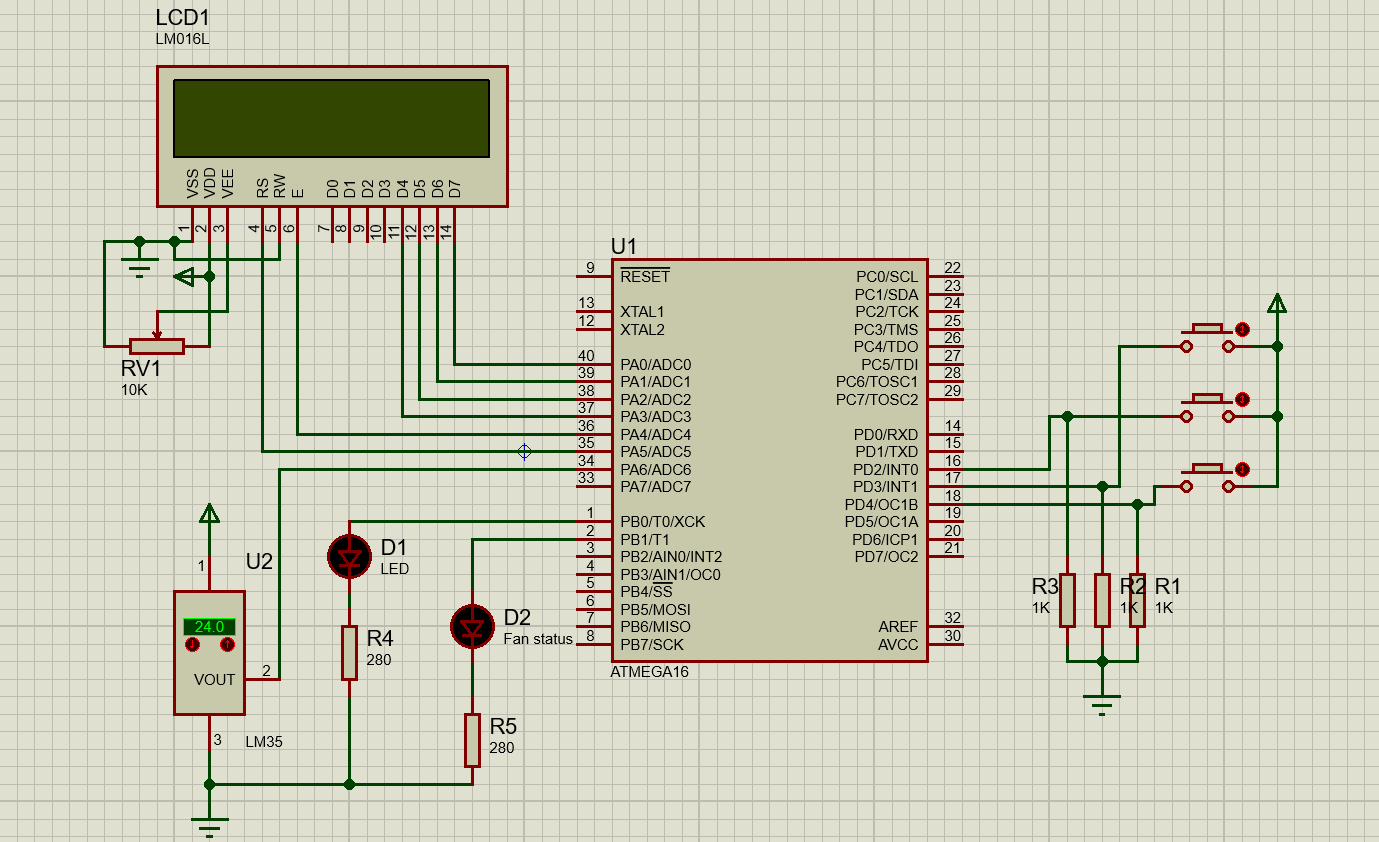 LCD1
LM016L
VSS
VDD
VEE
RS
RW
E
D0
D1
D2
D3
D4
D5
D6
D7
1
2
3
4
5
6
7
8
9
10
11
12
13
14
RV1
10K
U1
9 RESET
13 XTAL1
12 XTAL2
40 PA0/ADC0
39 PA1/ADC1
38 PA2/ADC2
37 PA3/ADC3
36 PA4/ADC4
35 PA5/ADC5
34 PA6/ADC6
33 PA7/ADC7
1 PB0/T0/XCK
2 PB1/T1
3 PB2/AIN0/INT2
4 PB3/AIN1/OC0
5 PB4/SS
6 PB5/MOSI
7 PB6/MISO
8 PB7/SCK
PC0/SCL 22
PC1/SDA 23
PC2/TCK 24
PC3/TMS 25
PC4/TDO 26
PC5/TDI 27
PC6/TOSC1 28
PC7/TOSC2 29
PD0/RXD 14
PD1/TXD 15
PD2/INT0 16
PD3/INT1 17
PD4/OC1B 18
PD5/OC1A 19
PD6/ICP1 20
PD7/OC2 21
AREF 32
AVCC 30
ATMEGA16
U2
1
24.0
VOUT 2
3
LM35
D1
LED
R4
280
D2
Fan status
R5
280
R3
1K
R2
1K
R1
1K